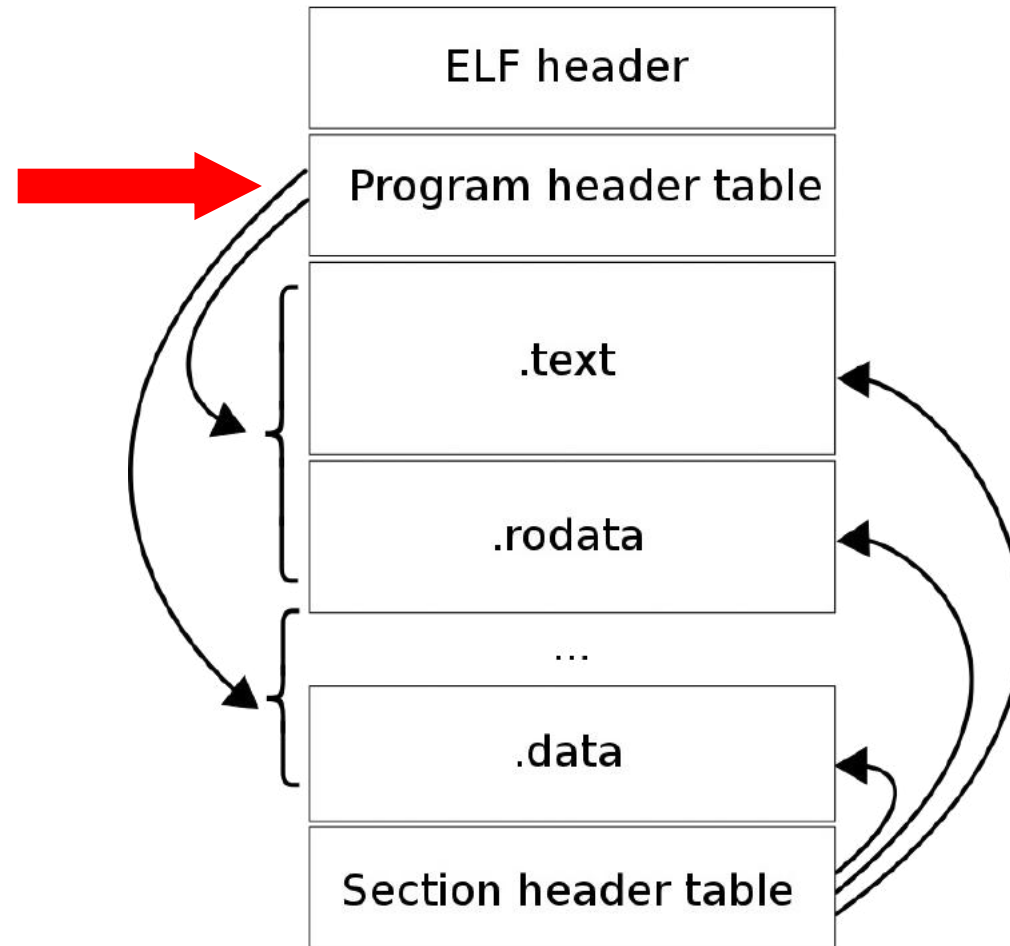 ELF header
Program header table
.text
.rodata
...
.data
Section header table